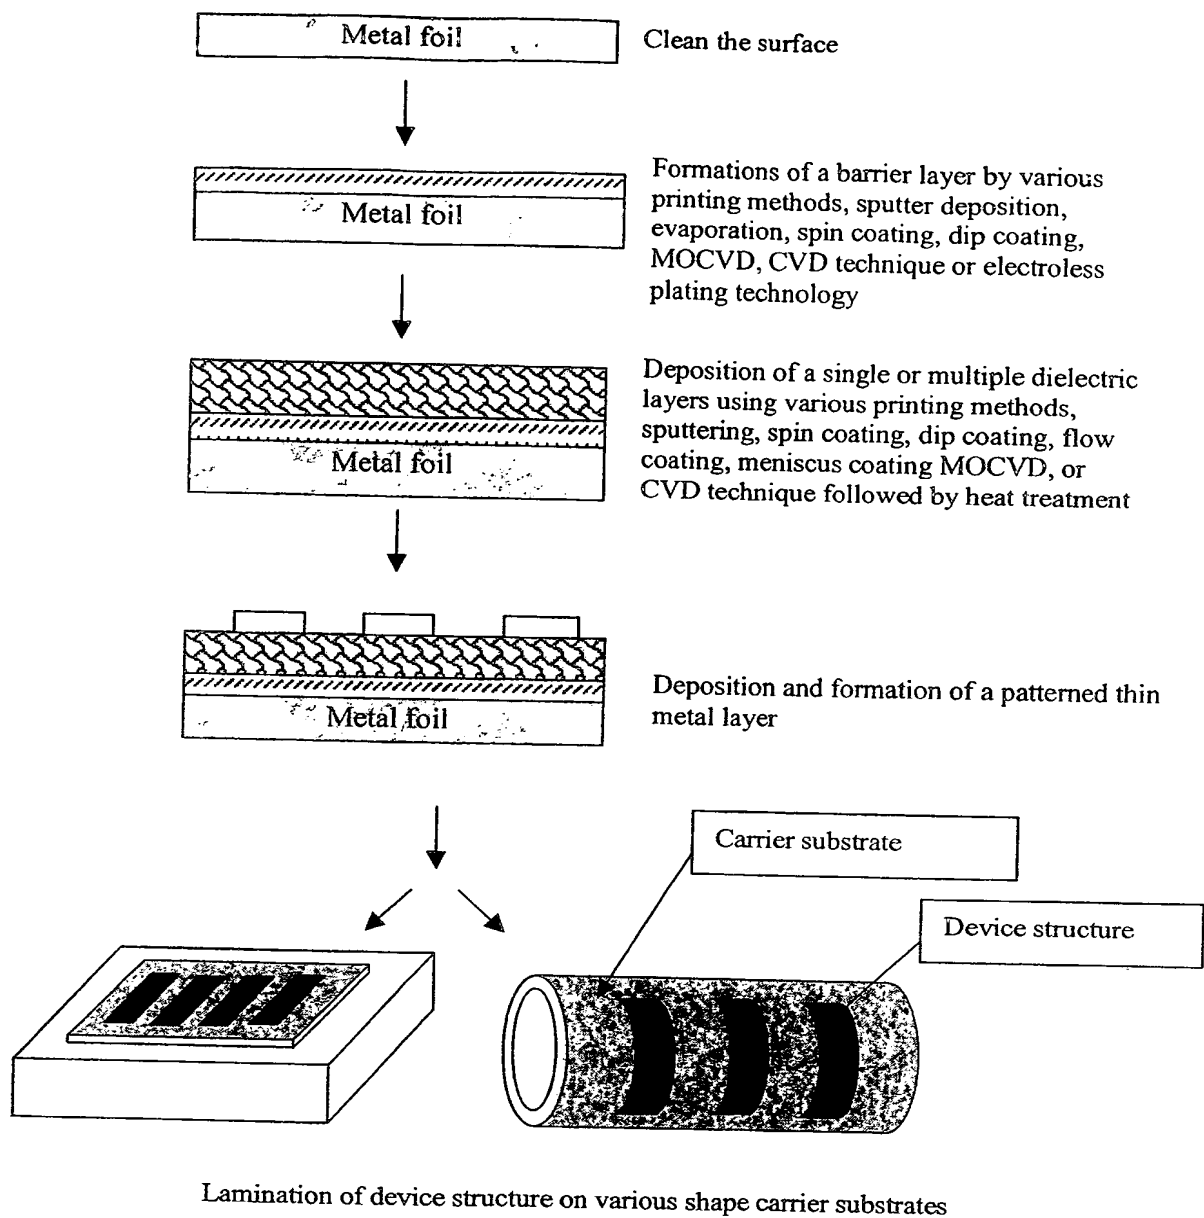 Metal foil
Clean the surface
Formations of a barrier layer by various
printing methods, sputter deposition,
evaporation, spin coating, dip coating,
MOCVD, CVD technique or electroless
plating technology
Metal foil
Deposition of a single or multiple dielectric
layers using various printing methods,
sputtering, spin coating, dip coating, flow
coating, meniscus coating MOCVD, or
CVD technique followed by heat treatment
Metal foil
Deposition and formation of a patterned thin
metal layer
Metal foil
Carrier substrate
Device structure
Lamination of device structure on various shape carrier substrates